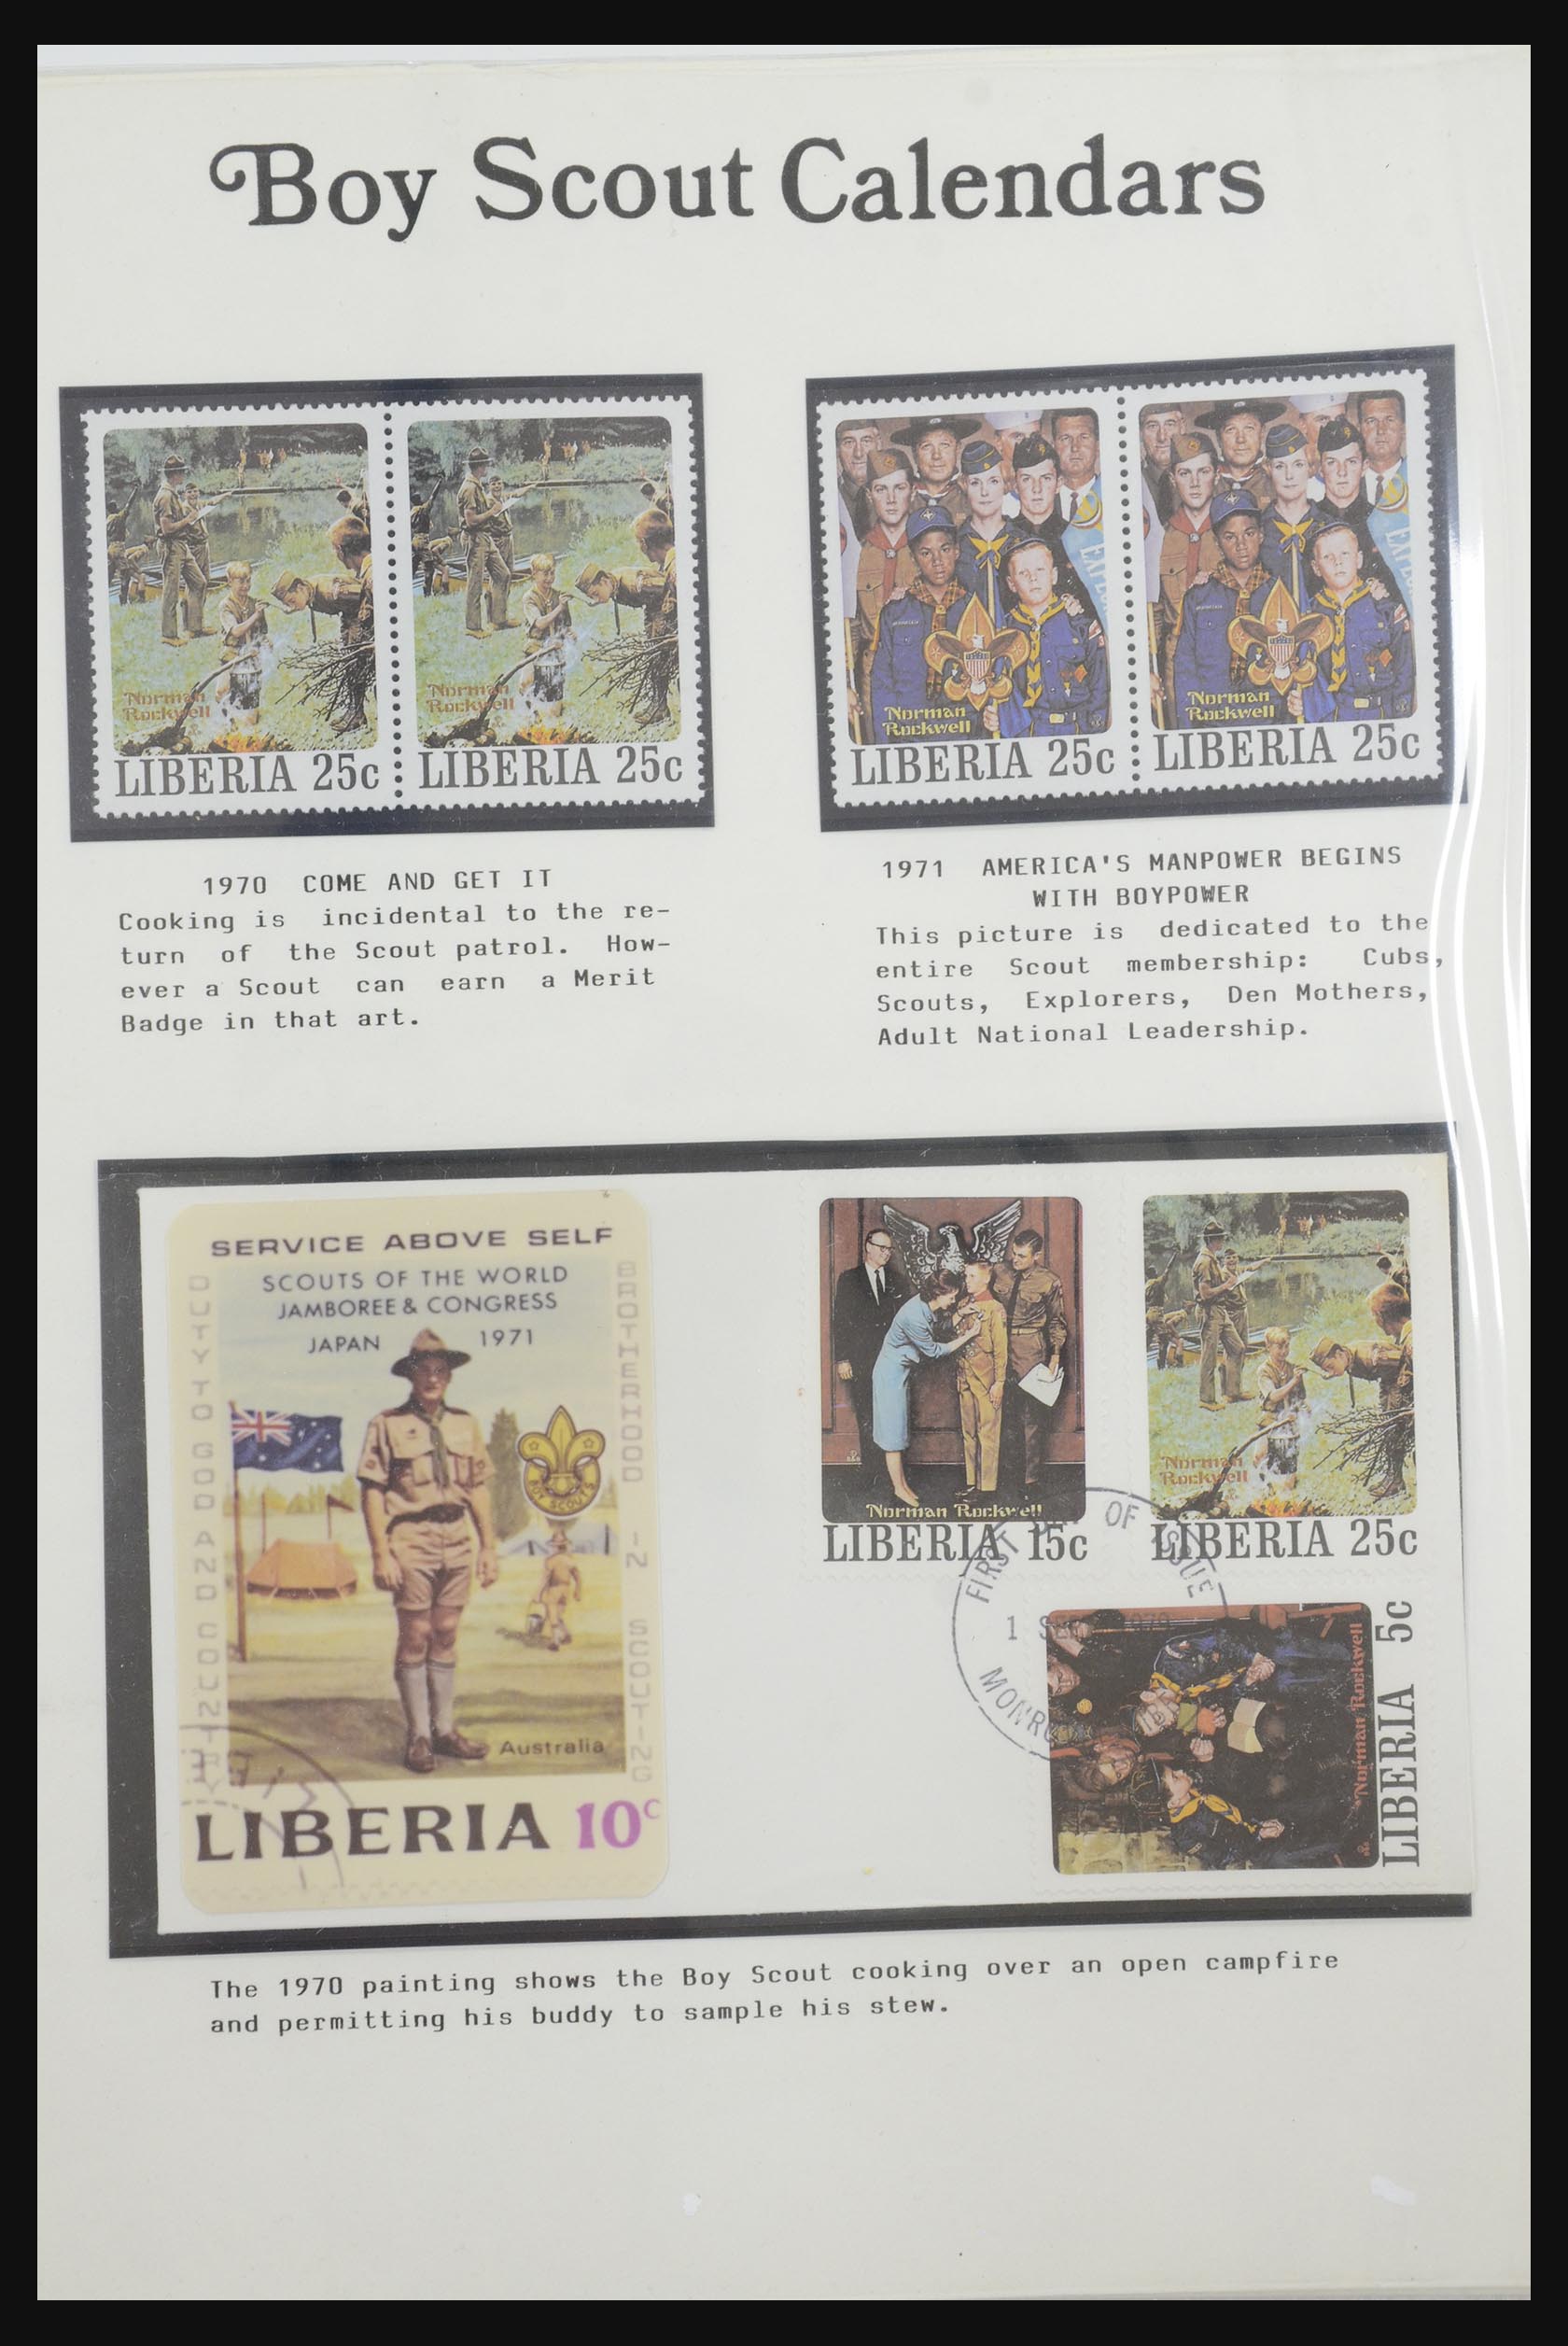 Boy Scout Calendars
Norman
Rockwell
LIBERIA 25c
Norman
Rockwell
LIBERIA 25c
Norman
Rockwell
LIBERIA 25c
Norman
Rockwell
LIBERIA 25c
1970 COME AND GET IT
Cooking is incidental to the re-
turn of the Scout patrol. How-
ever a Scout can earn a Merit
Badge in that art.
1971 AMERICA'S MANPOWER BEGINS
WITH BOYPOWER
This picture is dedicated to the
entire Scout membership: Cubs,
Scouts, Explorers, Den Mothers,
Adult National Leadership.
SERVICE ABOVE SELF
SCOUTS OF THE WORLD
JAMBOREE & CONGRESS
JAPAN 1971
DUTY TO GOD AND COUNTRY
BROTHERHOOD IN SCOUTING
BOY SCOUTS
Australia
LIBERIA 10c
Norman Rockwell
LIBERIA 15c
Norman
Rockwell
LIBERIA 25c
FIRST OF ISSUE
1
Norman Rockwell
LIBERIA 5c
The 1970 painting shows the Boy Scout cooking over an open campfire
and permitting his buddy to sample his stew.